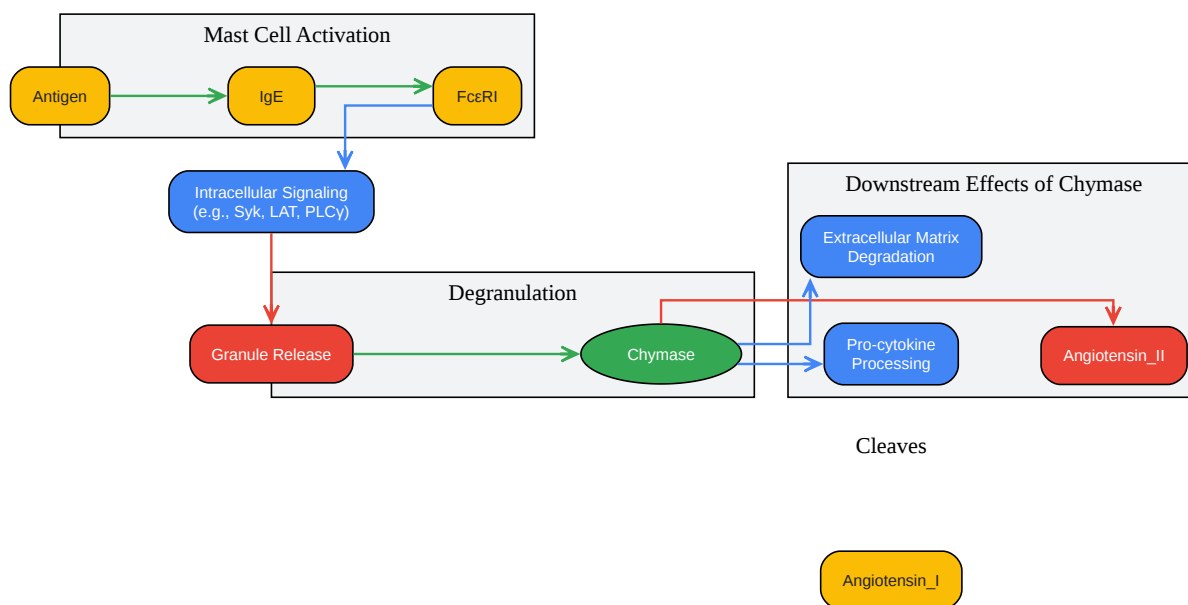 Mast Cell Activation
Antigen
IgE
FcεRI
Intracellular Signaling
(e.g., Syk, LAT, PLCγ)
Downstream Effects of Chymase
Extracellular Matrix
Degradation
Degranulation
Granule Release
Chymase
Pro-cytokine
Processing
Angiotensin_II
Cleaves
Angiotensin_I